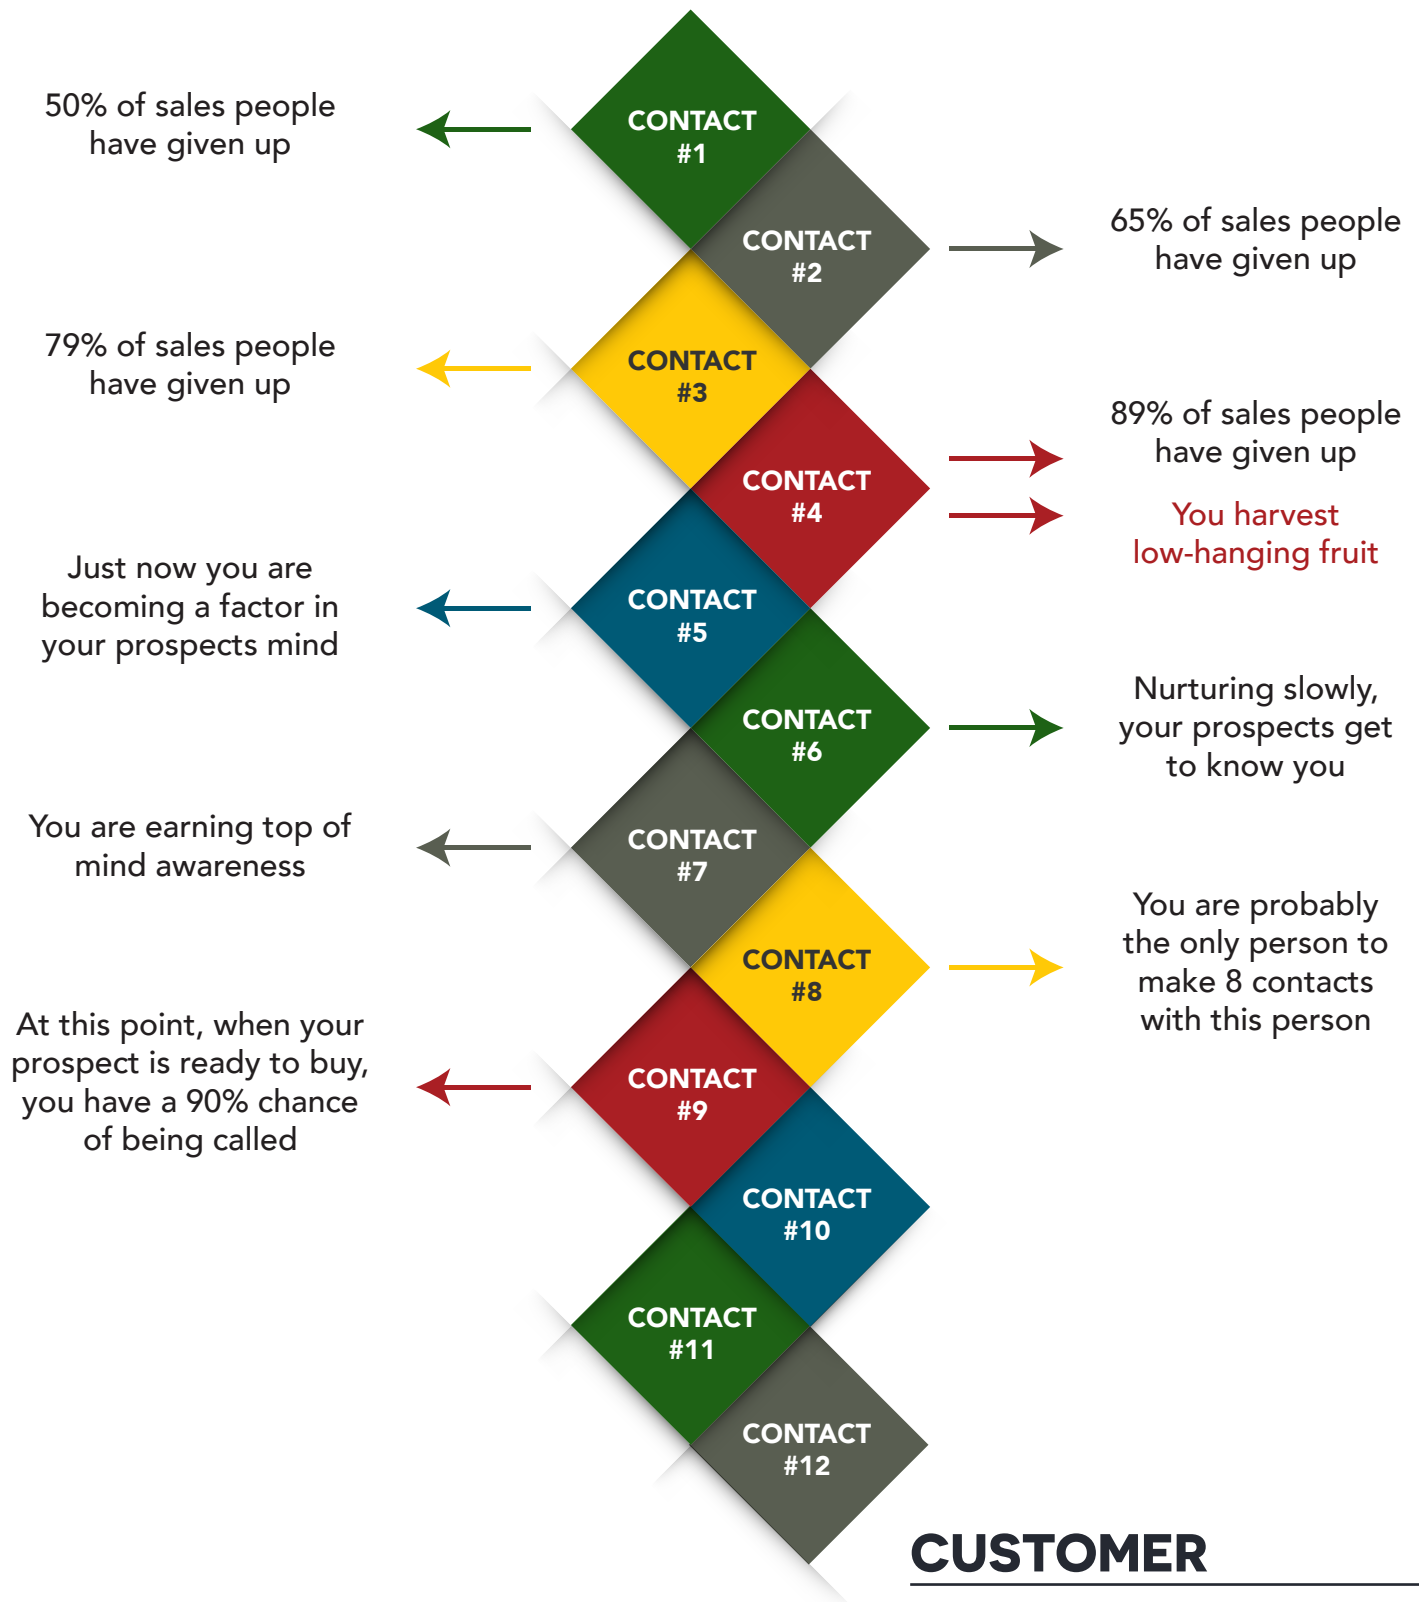 50% of sales people
have given up
CONTACT
#1
CONTACT
#2
65% of sales people
have given up
79% of sales people
have given up
CONTACT
#3
CONTACT
#4
89% of sales people
have given up
You harvest
low-hanging fruit
Just now you are
becoming a factor in
your prospects mind
CONTACT
#5
CONTACT
#6
Nurturing slowly,
your prospects get
to know you
You are earning top of
mind awareness
CONTACT
#7
CONTACT
#8
You are probably
the only person to
make 8 contacts
with this person
At this point, when your
prospect is ready to buy,
you have a 90% chance
of being called
CONTACT
#9
CONTACT
#10
CONTACT
#11
CONTACT
#12
CUSTOMER